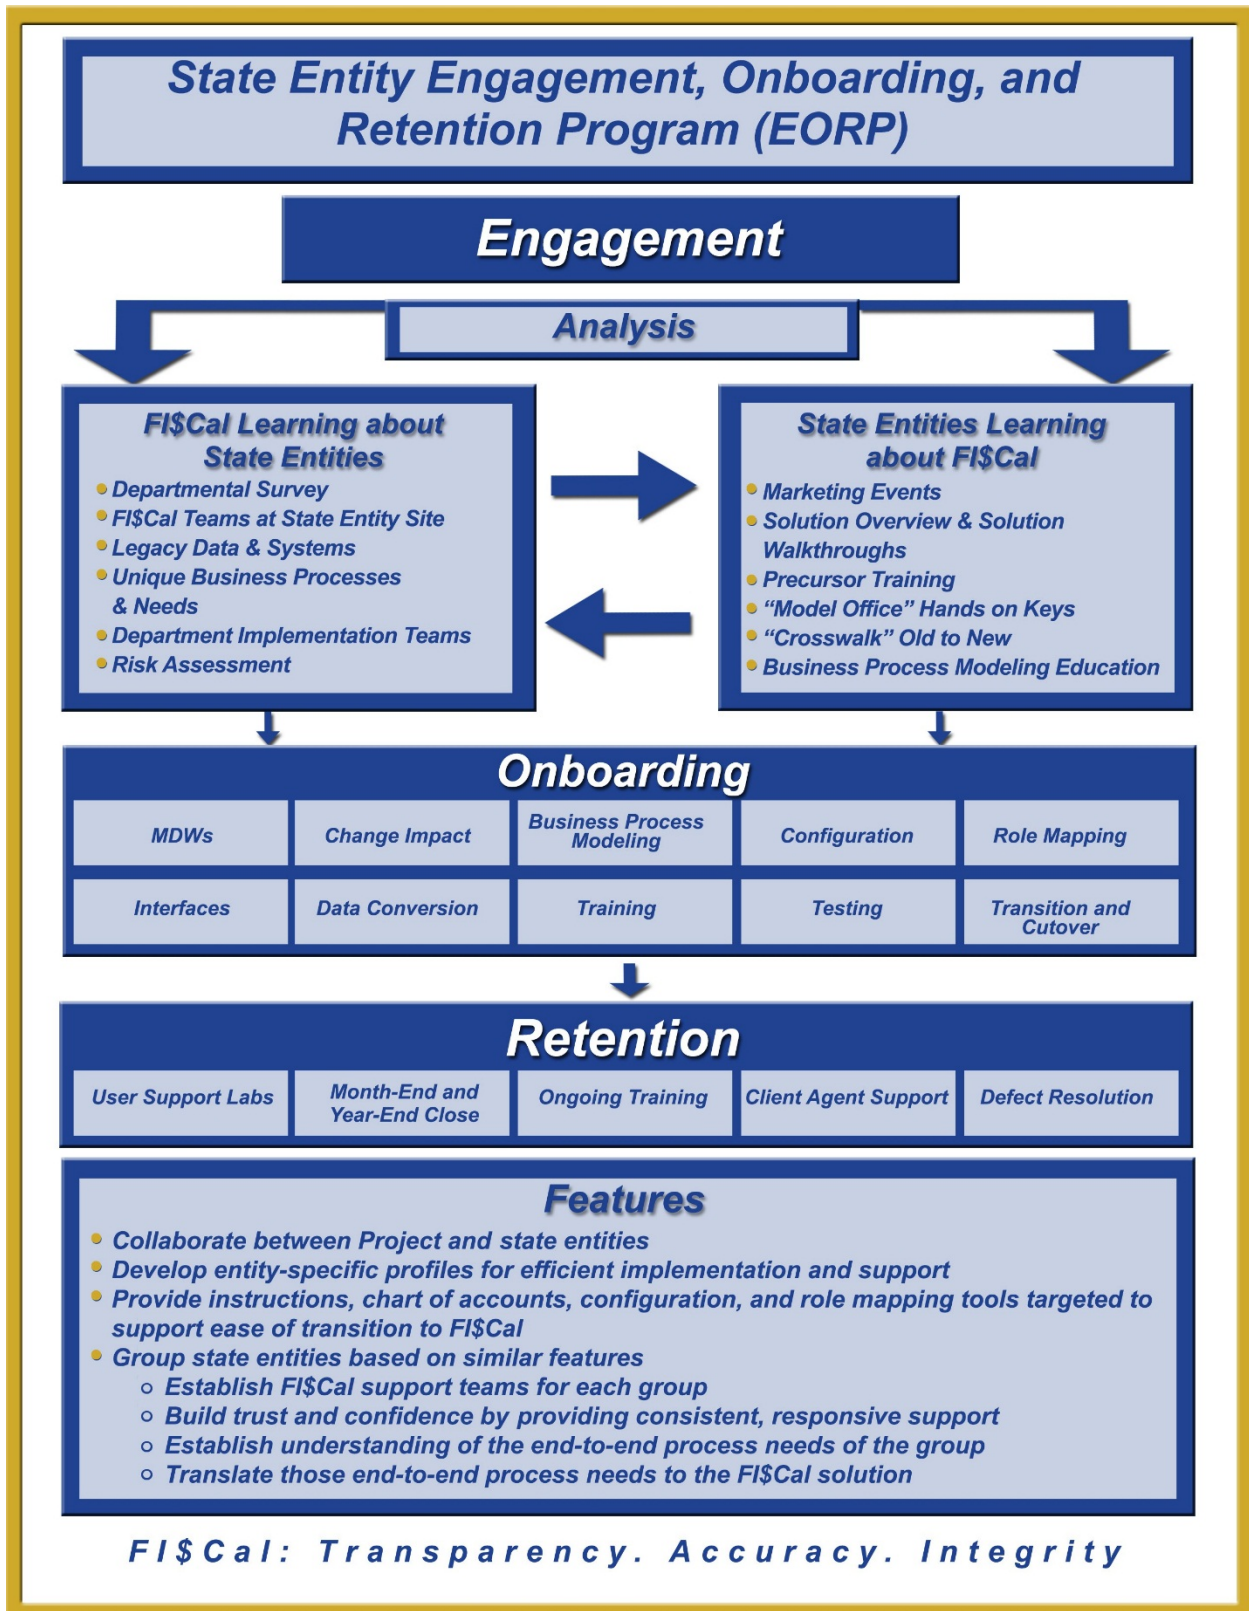 State Entity Engagement, Onboarding, and
Retention Program (EORP)
Engagement
Analysis
FI$Cal Learning about
State Entities
• Departmental Survey
• FI$Cal Teams at State Entity Site
• Legacy Data & Systems
• Unique Business Processes
& Needs
• Department Implementation Teams
• Risk Assessment
State Entities Learning
about FI$Cal
• Marketing Events
• Solution Overview & Solution
Walkthroughs
• Precursor Training
• “Model Office” Hands on Keys
• “Crosswalk” Old to New
• Business Process Modeling Education
Onboarding
MDWs
Change Impact
Business Process
Modeling
Configuration
Role Mapping
Interfaces
Data Conversion
Training
Testing
Transition and
Cutover
Retention
User Support Labs
Month-End and
Year-End Close
Ongoing Training
Client Agent Support
Defect Resolution
Features
• Collaborate between Project and state entities
• Develop entity-specific profiles for efficient implementation and support
• Provide instructions, chart of accounts, configuration, and role mapping tools targeted to
support ease of transition to FI$Cal
• Group state entities based on similar features
○ Establish FI$Cal support teams for each group
○ Build trust and confidence by providing consistent, responsive support
○ Establish understanding of the end-to-end process needs of the group
○ Translate those end-to-end process needs to the FI$Cal solution
FI$Cal: Transparency. Accuracy. Integrity